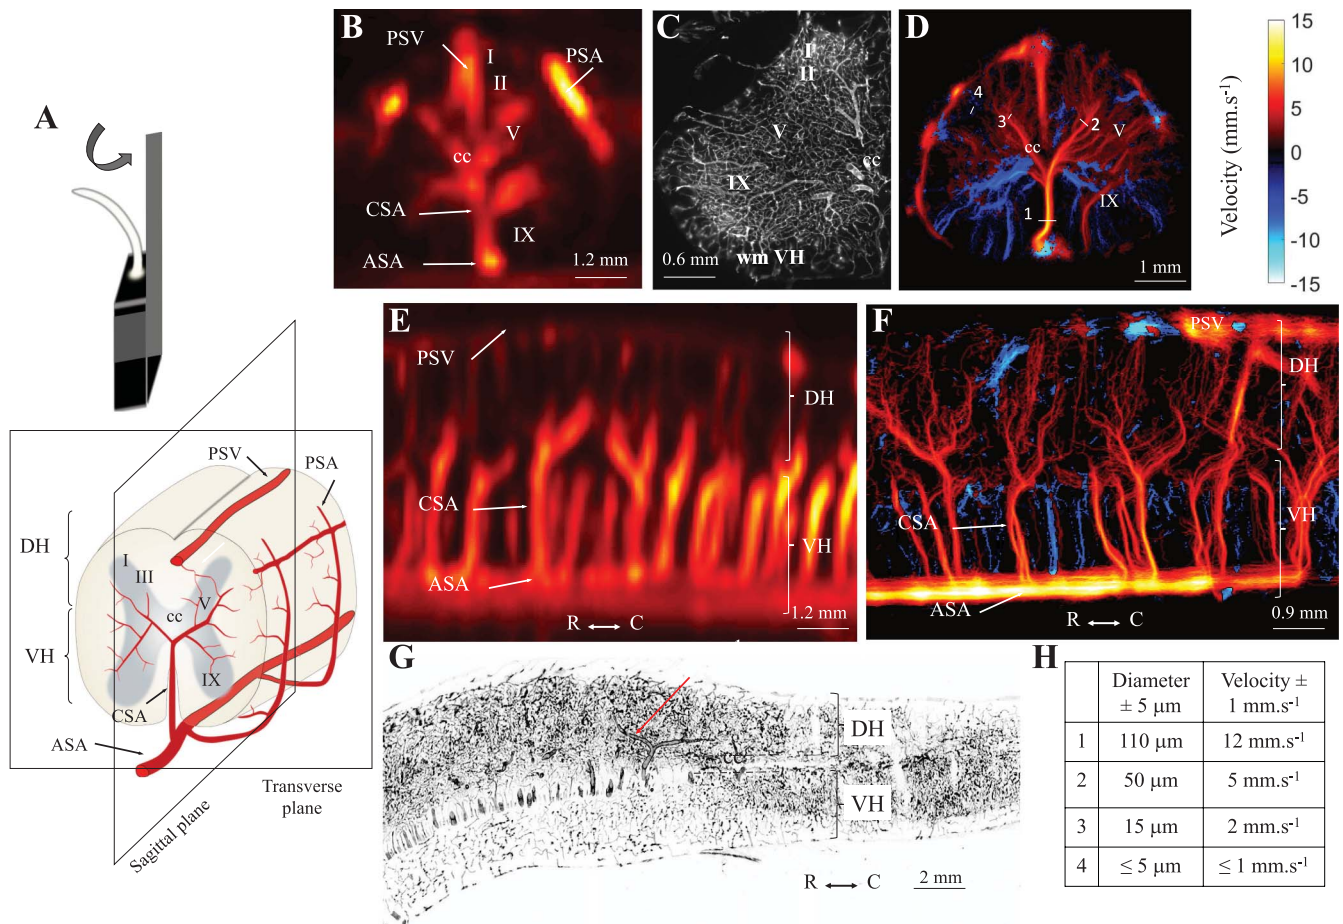 A
PSV
PSA
DH
I
III
V
cc
VH
IX
CSA
ASA
Transverse
plane
Sagittal plane
B
PSV
I
II
PSA
V
cc
CSA
IX
ASA
1.2 mm
C
I
II
V
cc
IX
wm VH
0.6 mm
D
4
3
2
V
cc
IX
1
1 mm
15
10
5
0
-5
-10
-15
Velocity (mm.s-1)
E
PSV
DH
CSA
VH
ASA
R C
1.2 mm
F
PSV
DH
CSA
VH
ASA
R C
0.9 mm
G
DH
cc
VH
R C
2 mm
H
Diameter ± 5 µm Velocity ± 1 mm.s-1
1 110 µm 12 mm.s-1
2 50 µm 5 mm.s-1
3 15 µm 2 mm.s-1
4 ≤ 5 µm ≤ 1 mm.s-1